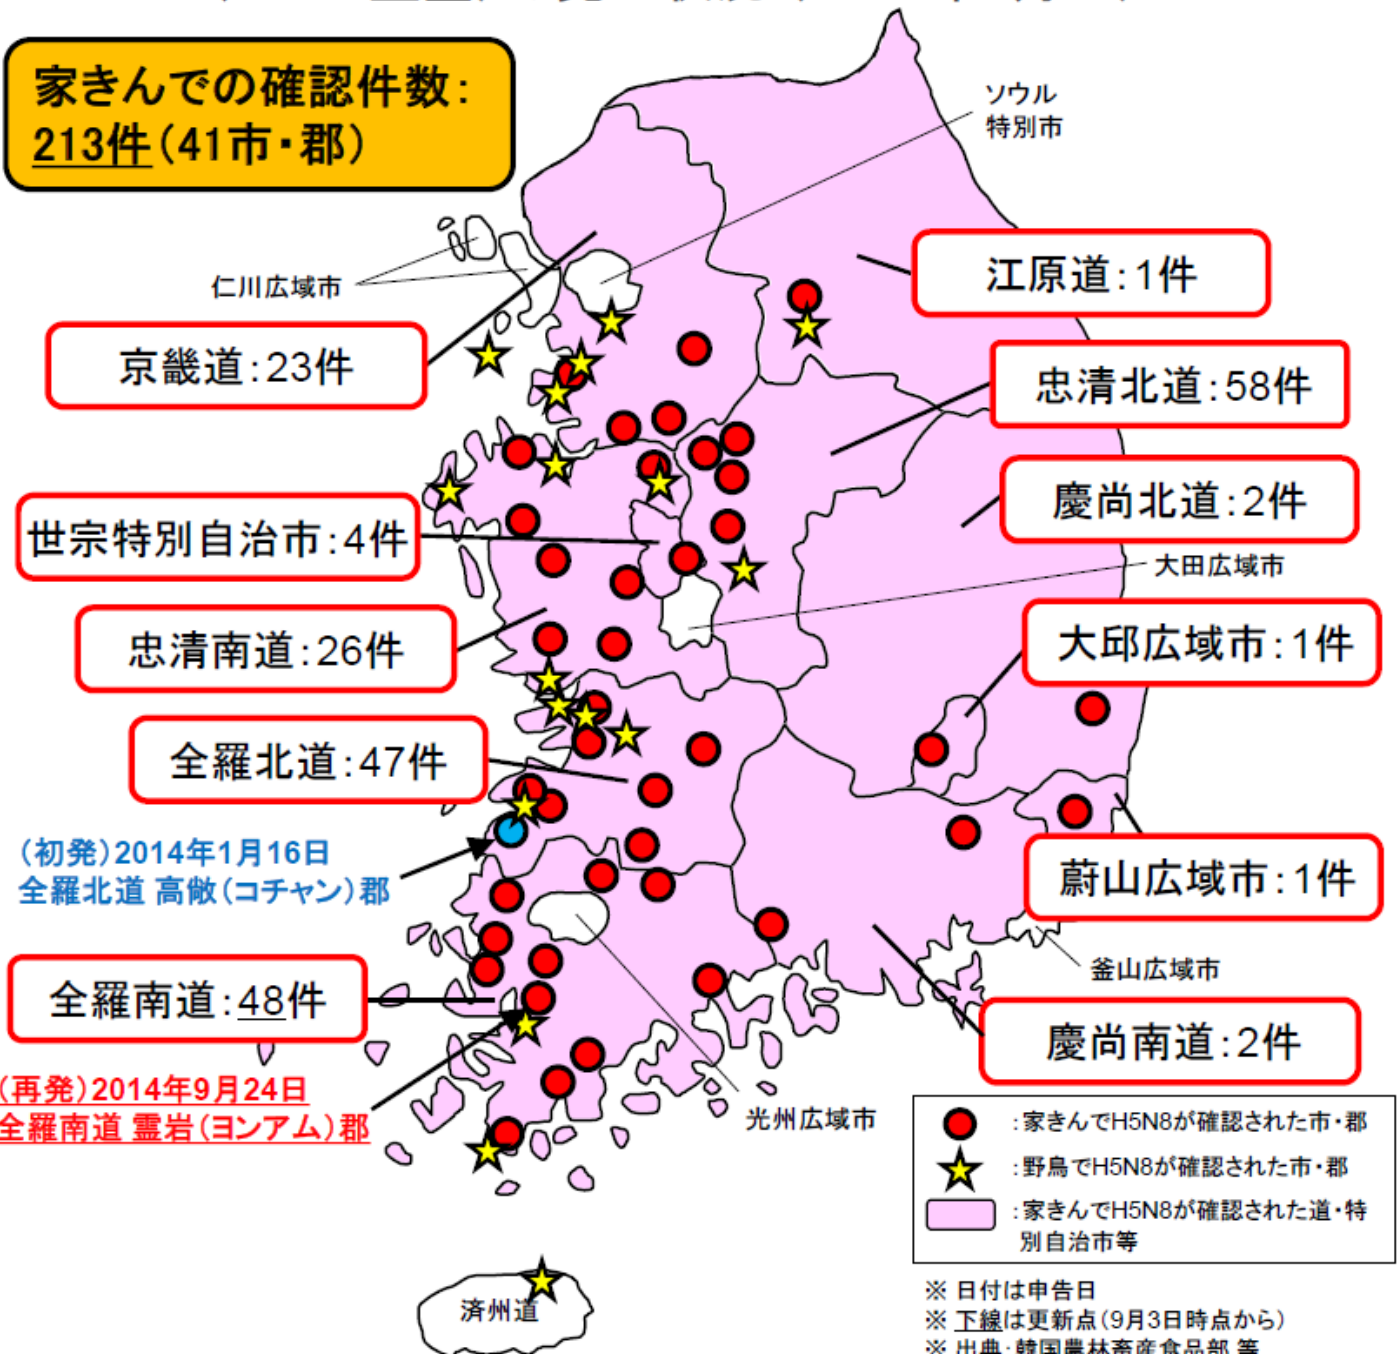 家きんでの確認件数：
213件（41市・郡）
ソウル
特別市
仁川広域市
江原道：1件
京畿道：23件
忠清北道：58件
慶尚北道：2件
世宗特別自治市：4件
大田広域市
忠清南道：26件
大邱広域市：1件
全羅北道：47件
（初発）2014年1月16日
全羅北道 高敞（コチャン）郡
蔚山広域市：1件
釜山広域市
全羅南道：48件
慶尚南道：2件
（再発）2014年9月24日
全羅南道 霊岩（ヨンアム）郡
光州広域市
：家きんでH5N8が確認された市・郡
：野鳥でH5N8が確認された市・郡
：家きんでH5N8が確認された道・特
別自治市等
済州道
※ 日付は申告日
※ 下線は更新点（9月3日時点から）
※ 出典：韓国農林畜産食品部 等